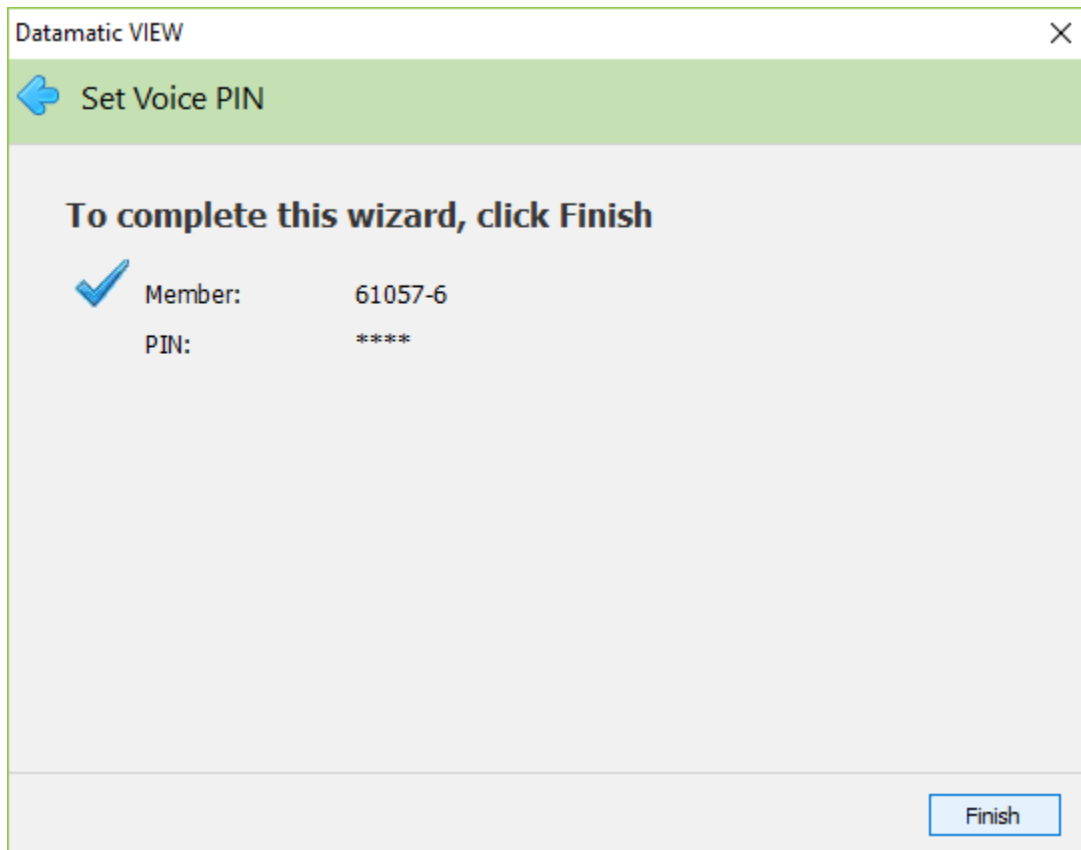 Datamatic VIEW
Set Voice PIN
To complete this wizard, click Finish
Member: 61057-6
PIN: ****
Finish